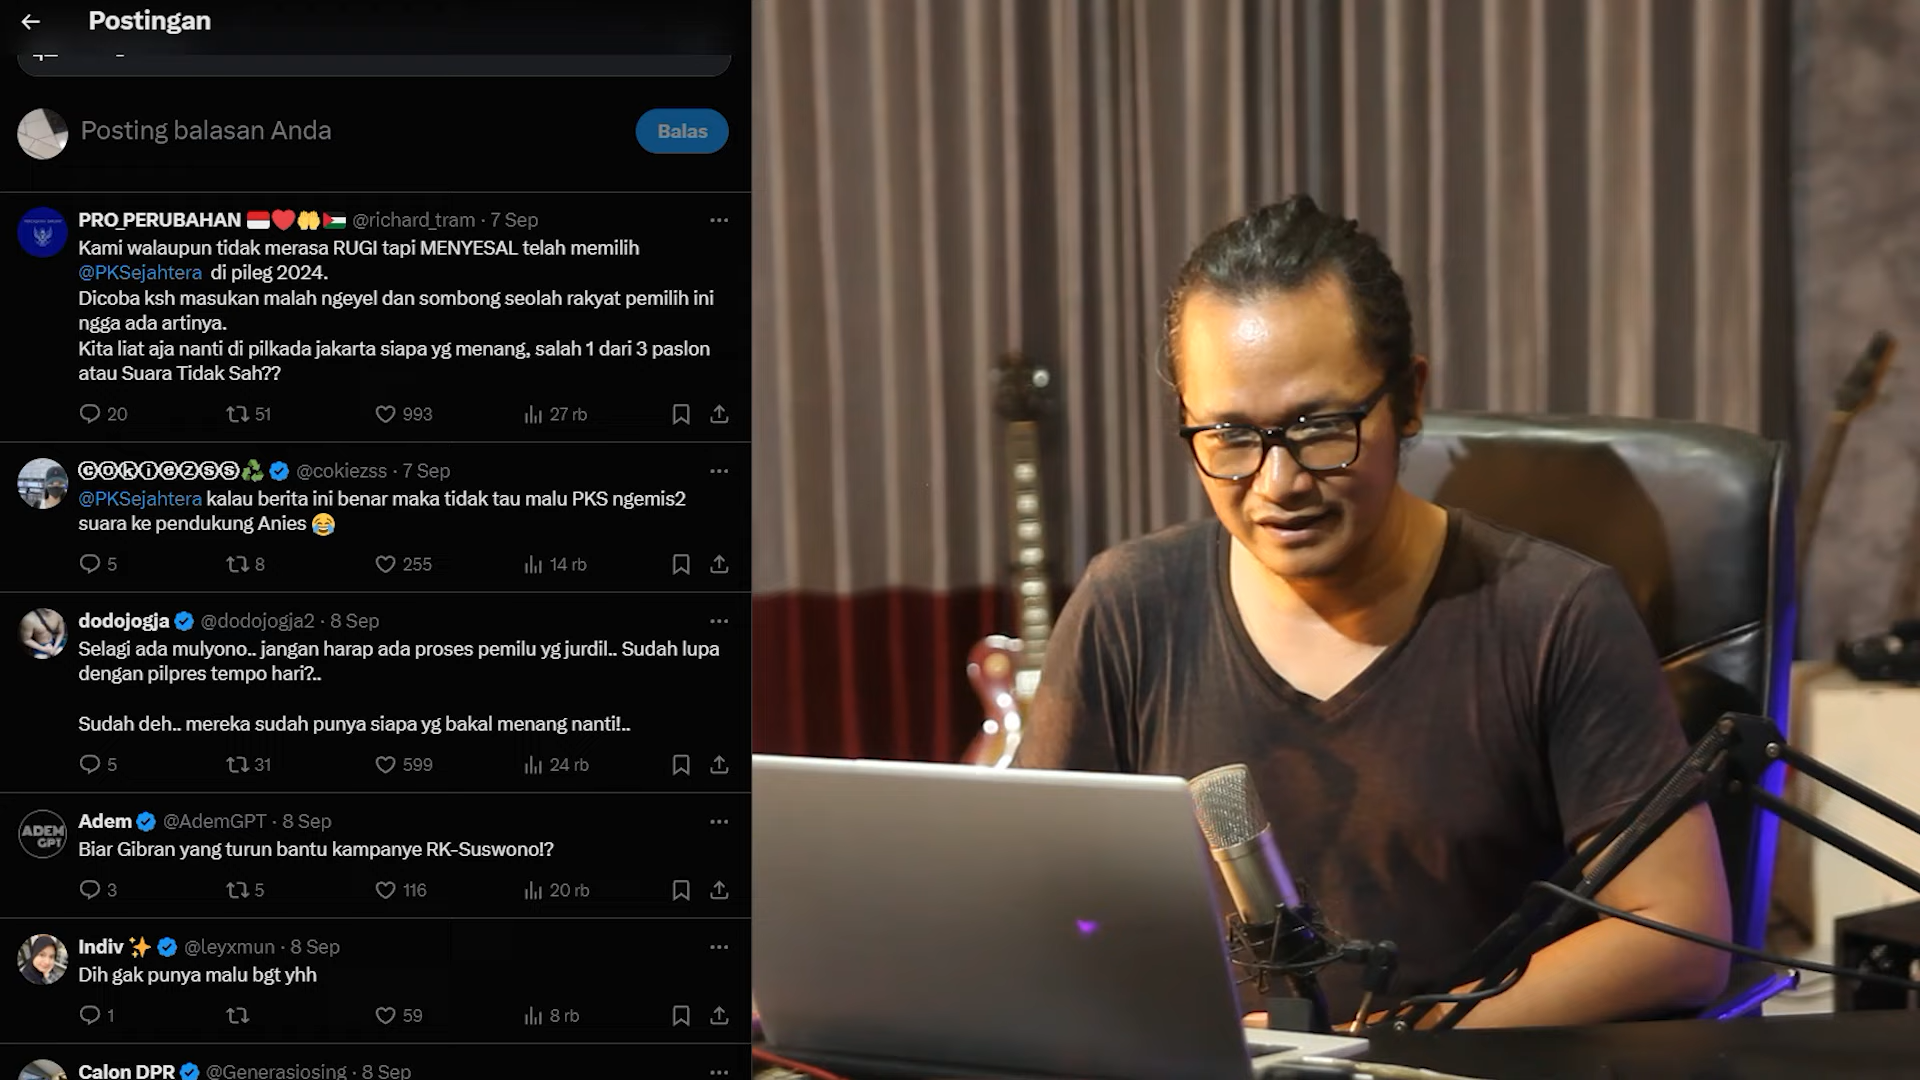 Postingan
Posting balasan Anda
Balas
PRO_PERUBAHAN 🇮🇩❤️🤲🇵🇸 @richard_tram · 7 Sep
Kami walaupun tidak merasa RUGI tapi MENYESAL telah memilih
@PKSejahtera di pileg 2024.
Dicoba ksh masukan malah ngeyel dan sombong seolah rakyat pemilih ini
ngga ada artinya.
Kita liat aja nanti di pilkada jakarta siapa yg menang, salah 1 dari 3 paslon
atau Suara Tidak Sah??
20 51 993 27 rb
ⓒⓞⓚⓘⓔⓩⓢⓢ♻️ @cokiezss · 7 Sep
@PKSejahtera kalau berita ini benar maka tidak tau malu PKS ngemis2
suara ke pendukung Anies 😂
5 8 255 14 rb
dodojogja @dodojogja2 · 8 Sep
Selagi ada mulyono.. jangan harap ada proses pemilu yg jurdil.. Sudah lupa
dengan pilpres tempo hari?..
Sudah deh.. mereka sudah punya siapa yg bakal menang nanti!..
5 31 599 24 rb
ADEM
GPT
Adem @AdemGPT · 8 Sep
Biar Gibran yang turun bantu kampanye RK-Suswono!?
3 5 116 20 rb
Indiv ✨ @leyxmun · 8 Sep
Dih gak punya malu bgt yhh
1 59 8 rb
Calon DPR @Generasiosing · 8 Sep